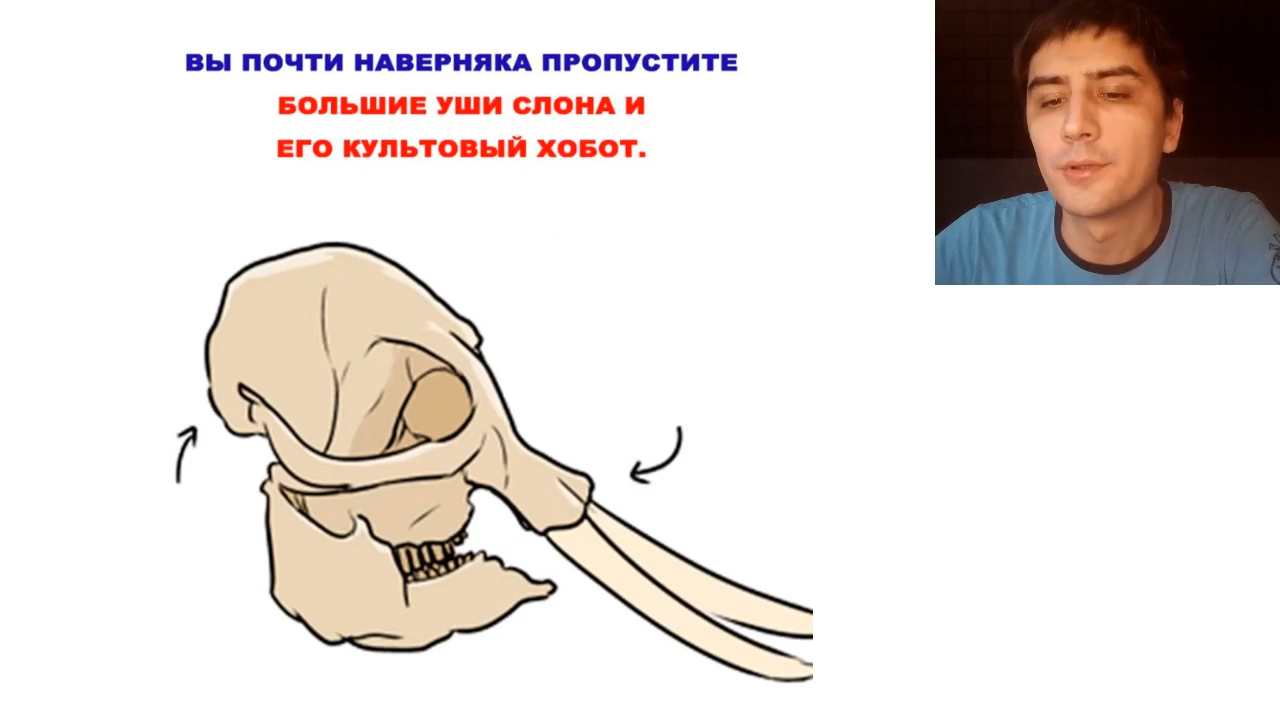 ВЫ ПОЧТИ НАВЕРНЯКА ПРОПУСТИТЕ
БОЛЬШИЕ УШИ СЛОНА И
ЕГО КУЛЬТОВЫЙ ХОБОТ.